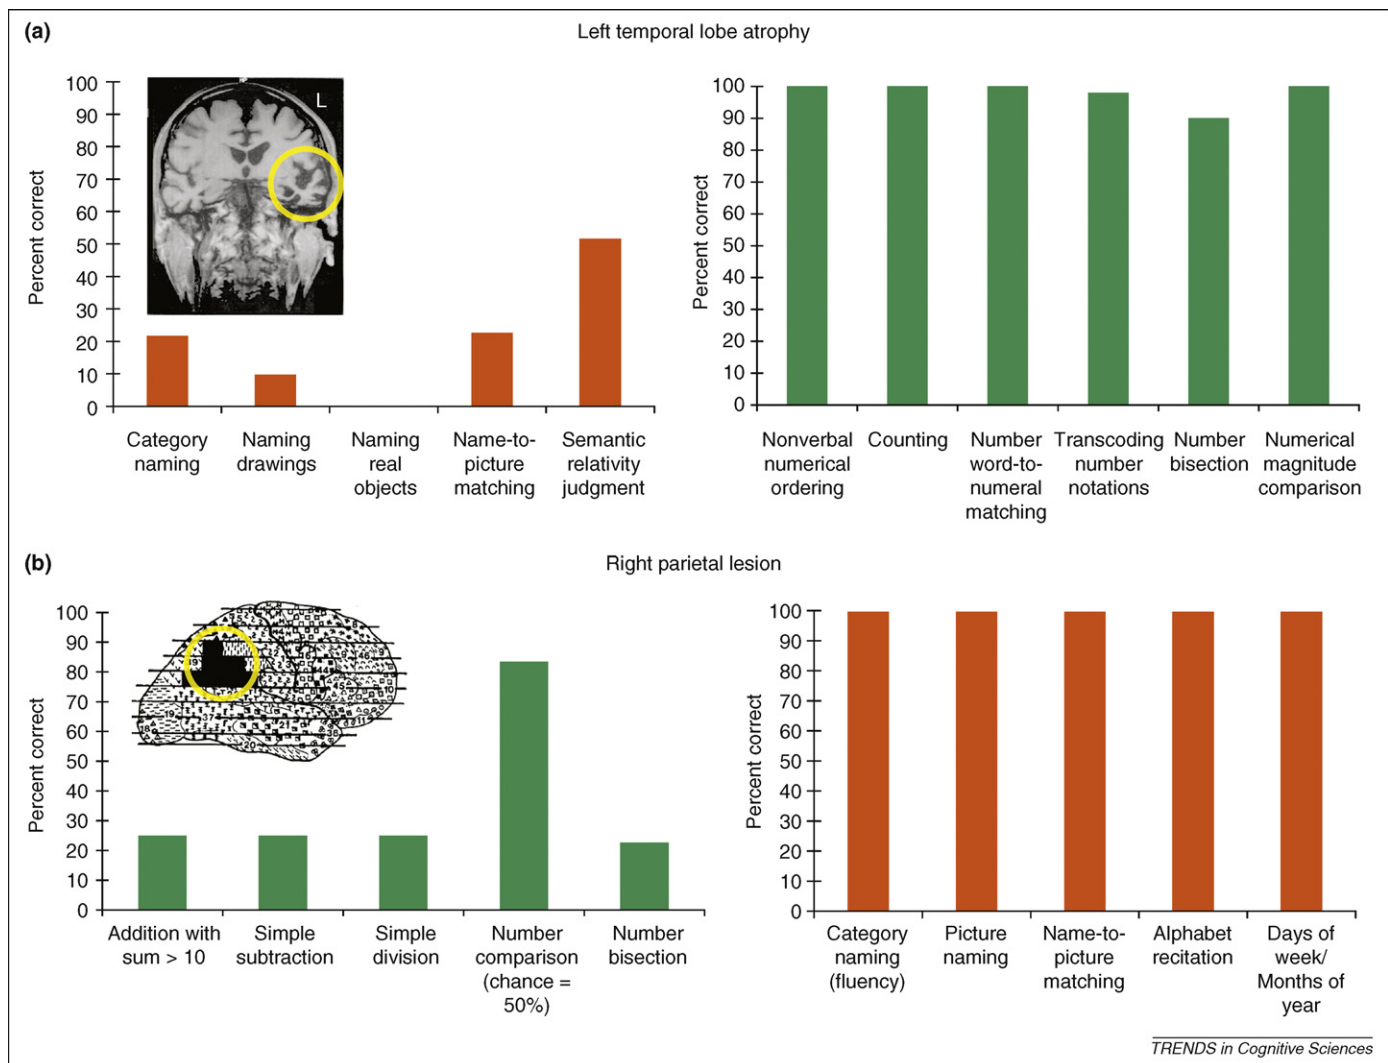 (a)
Left temporal lobe atrophy
Percent correct
100
90
80
70
60
50
40
30
20
10
0
L
Category
naming
Naming
drawings
Naming
real
objects
Name-to-
picture
matching
Semantic
relativity
judgment
Percent correct
100
90
80
70
60
50
40
30
20
10
0
Nonverbal
numerical
ordering
Counting
Number
word-to-
numeral
matching
Transcoding
number
notations
Number
bisection
Numerical
magnitude
comparison
(b)
Right parietal lesion
Percent correct
100
90
80
70
60
50
40
30
20
10
0
19
37
21
20
Addition with
sum > 10
Simple
subtraction
Simple
division
Number
comparison
(chance =
50%)
Number
bisection
Percent correct
100
90
80
70
60
50
40
30
20
10
0
Category
naming
(fluency)
Picture
naming
Name-to-
picture
matching
Alphabet
recitation
Days of
week/
Months of
year
TRENDS in Cognitive Sciences